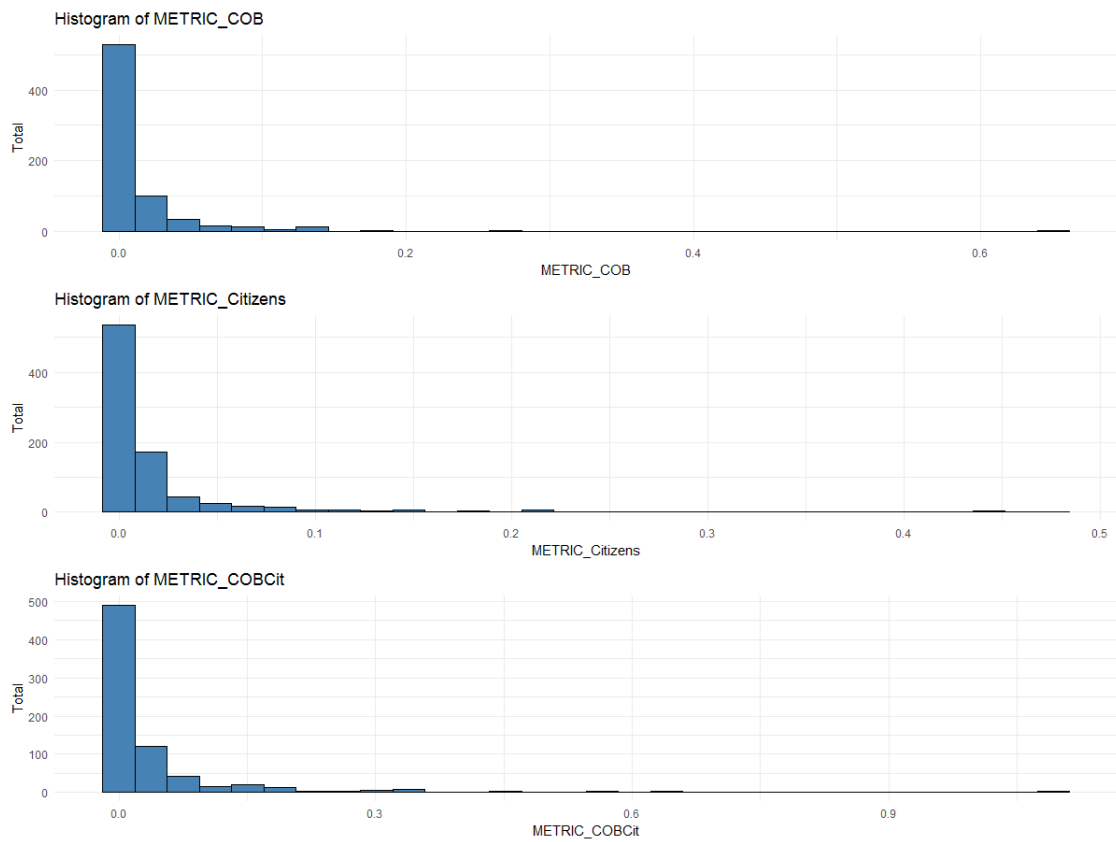 Histogram of METRIC_COB
Total
400
200
0
0.0 0.2 0.4 0.6
METRIC_COB
Histogram of METRIC_Citizens
Total
400
200
0
0.0 0.1 0.2 0.3 0.4 0.5
METRIC_Citizens
Histogram of METRIC_COBCit
Total
500
400
300
200
100
0
0.0 0.3 0.6 0.9
METRIC_COBCit